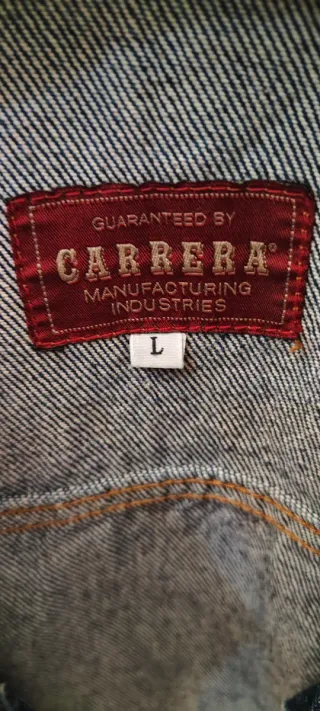 GUARANTEED BY
CARRERA®
MANUFACTURING
INDUSTRIES
L